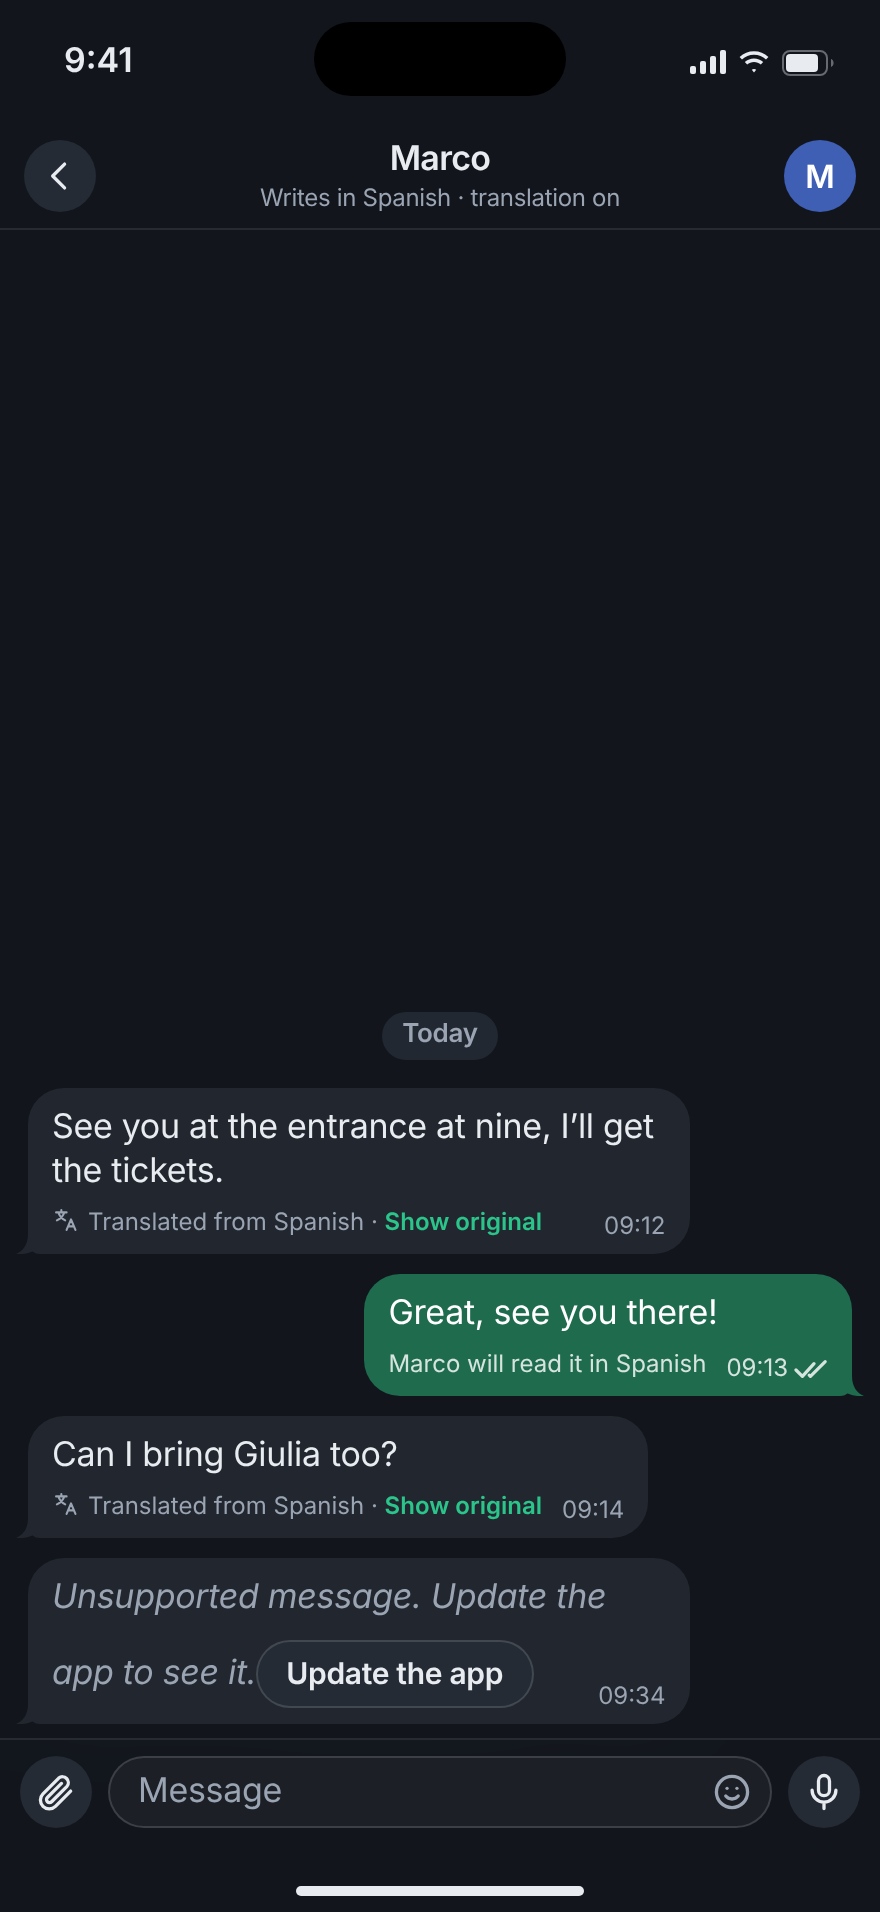 9:41
Marco
Writes in Spanish · translation on
M
Today
See you at the entrance at nine, I’ll get
the tickets.
Translated from Spanish · Show original 09:12
Great, see you there!
Marco will read it in Spanish 09:13
Can I bring Giulia too?
Translated from Spanish · Show original 09:14
Unsupported message. Update the
app to see it. Update the app 09:34
Message